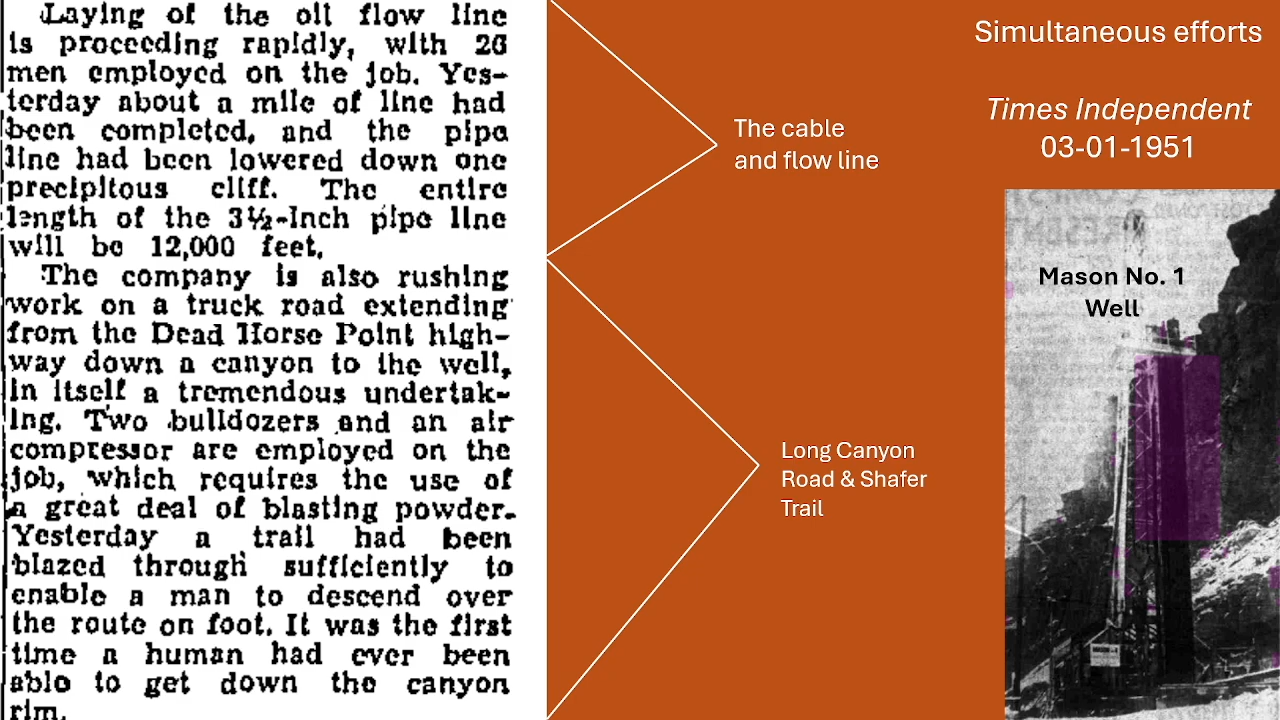 Laying of the oil flow line
is proceeding rapidly, with 26
men employed on the job. Yes-
terday about a mile of line had
been completed, and the pipe
line had been lowered down one
precipitous cliff. The entire
length of the 3½-inch pipe line
will be 12,000 feet.
The company is also rushing
work on a truck road extending
from the Dead Horse Point high-
way down a canyon to the well,
in itself a tremendous undertak-
ing. Two bulldozers and an air
compressor are employed on the
job, which requires the use of
a great deal of blasting powder.
Yesterday a trail had been
blazed through sufficiently to
enable a man to descend over
the route on foot. It was the first
time a human had ever been
able to get down the canyon
rim.
The cable
and flow line
Long Canyon
Road & Shafer
Trail
Simultaneous efforts
Times Independent
03-01-1951
Mason No. 1
Well